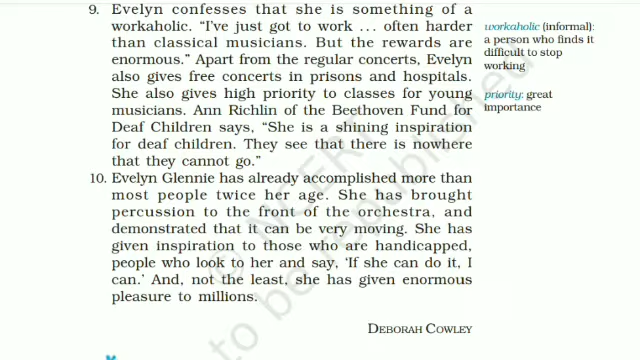 9. Evelyn confesses that she is something of a
workaholic. “I’ve just got to work ... often harder
than classical musicians. But the rewards are
enormous.” Apart from the regular concerts, Evelyn
also gives free concerts in prisons and hospitals.
She also gives high priority to classes for young
musicians. Ann Richlin of the Beethoven Fund for
Deaf Children says, “She is a shining inspiration
for deaf children. They see that there is nowhere
that they cannot go.”
10. Evelyn Glennie has already accomplished more than
most people twice her age. She has brought
percussion to the front of the orchestra, and
demonstrated that it can be very moving. She has
given inspiration to those who are handicapped,
people who look to her and say, ‘If she can do it, I
can.’ And, not the least, she has given enormous
pleasure to millions.
DEBORAH COWLEY
workaholic (informal):
a person who finds it
difficult to stop
working
priority: great
importance
© NCERT
to be republished